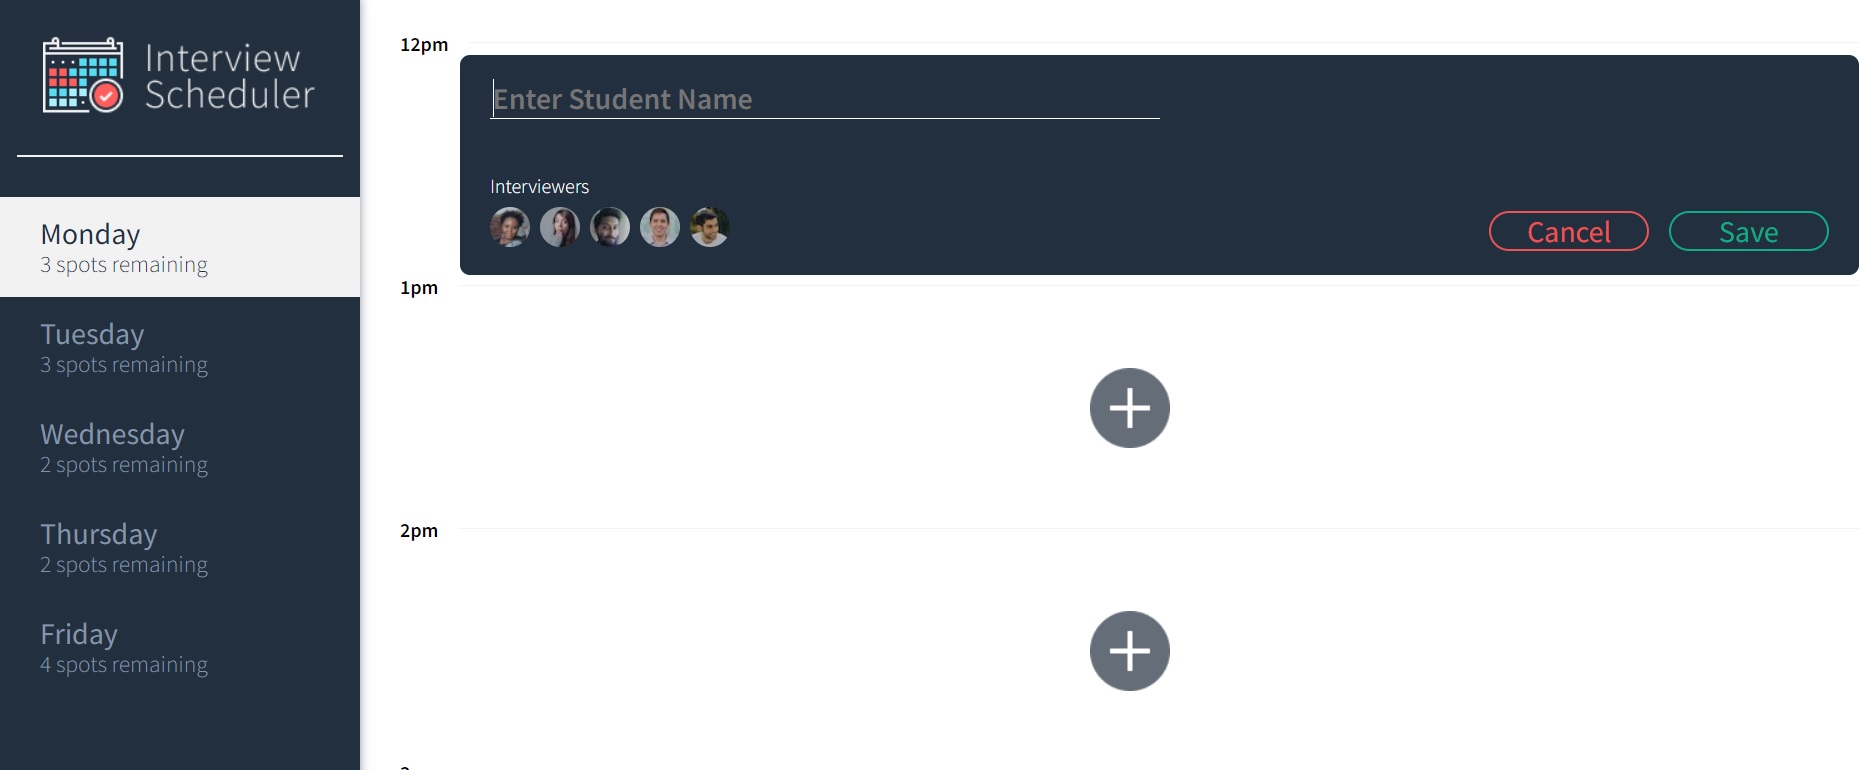 Interview
Scheduler
Monday
3 spots remaining
Tuesday
3 spots remaining
Wednesday
2 spots remaining
Thursday
2 spots remaining
Friday
4 spots remaining
12pm
Enter Student Name
Interviewers
Cancel Save
1pm
2pm